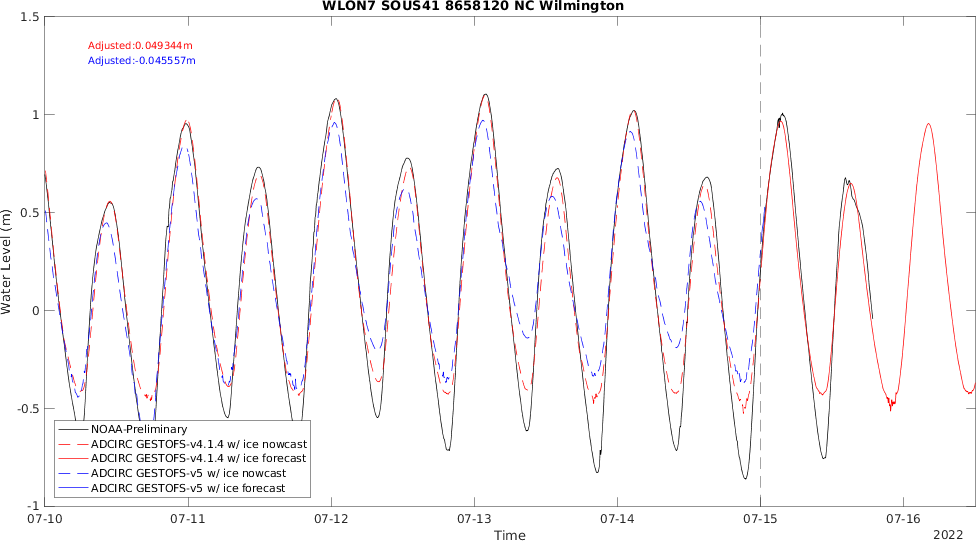 WLON7 SOUS41 8658120 NC Wilmington
Adjusted:0.049344m
Adjusted:-0.045557m
1.5
1
0.5
0
-0.5
-1
Water Level (m)
NOAA-Preliminary
ADCIRC GESTOFS-v4.1.4 w/ ice nowcast
ADCIRC GESTOFS-v4.1.4 w/ ice forecast
ADCIRC GESTOFS-v5 w/ ice nowcast
ADCIRC GESTOFS-v5 w/ ice forecast
07-10 07-11 07-12 07-13 07-14 07-15 07-16
Time
2022